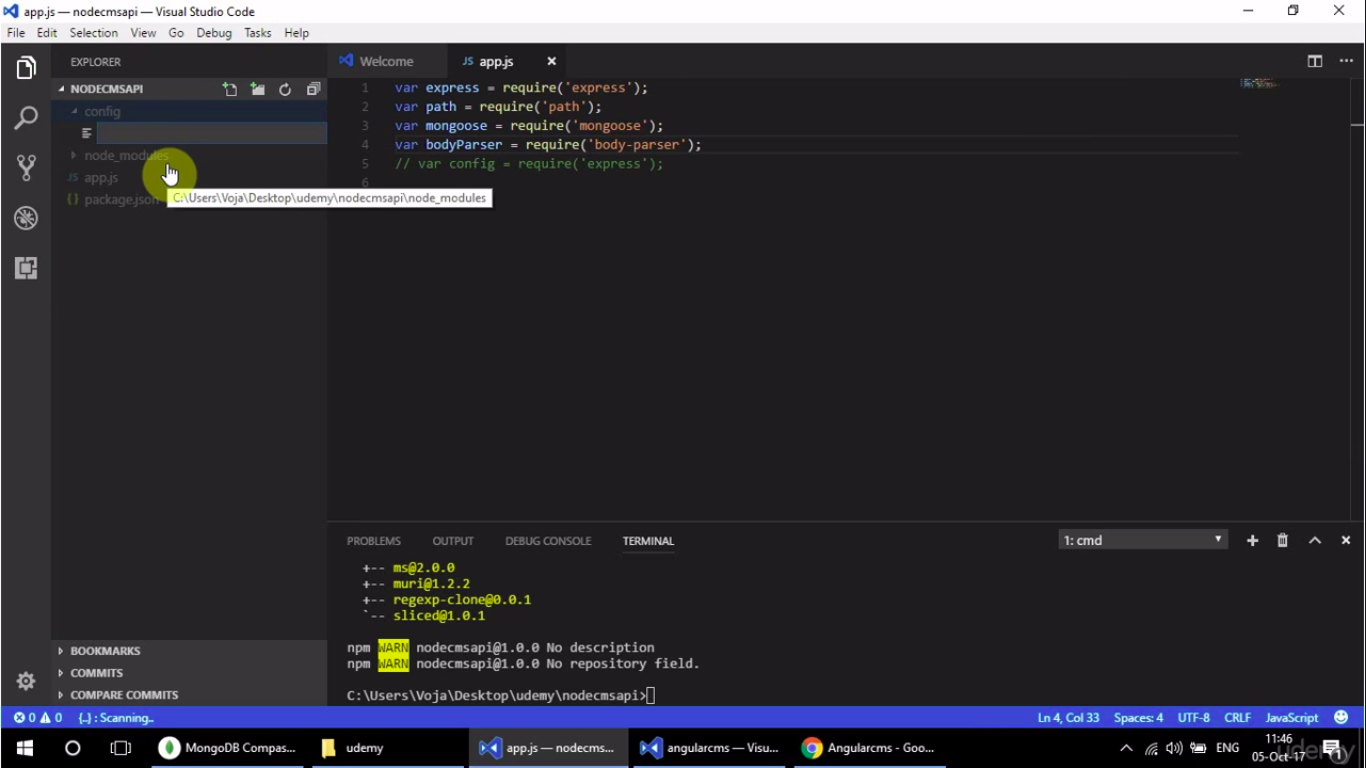 app.js — nodecmsapi — Visual Studio Code
File Edit Selection View Go Debug Tasks Help
EXPLORER
NODECMSAPI
config
node_modules
JS app.js
{} package.json
C:\Users\Voja\Desktop\udemy\nodecmsapi\node_modules
BOOKMARKS
COMMITS
COMPARE COMMITS
Welcome
JS app.js
1 var express = require('express');
2 var path = require('path');
3 var mongoose = require('mongoose');
4 var bodyParser = require('body-parser');
5 // var config = require('express');
6
PROBLEMS OUTPUT DEBUG CONSOLE TERMINAL
1: cmd
+-- ms@2.0.0
+-- muri@1.2.2
+-- regexp-clone@0.0.1
`-- sliced@1.0.1
npm WARN nodecmsapi@1.0.0 No description
npm WARN nodecmsapi@1.0.0 No repository field.
C:\Users\Voja\Desktop\udemy\nodecmsapi>
0 0 {..} : Scanning..
Ln 4, Col 33 Spaces: 4 UTF-8 CRLF JavaScript
MongoDB Compas...
udemy
app.js — nodecms...
angularcms — Visu...
Angularcms - Goo...
ENG
11:46
05-Oct-17
1
udemy